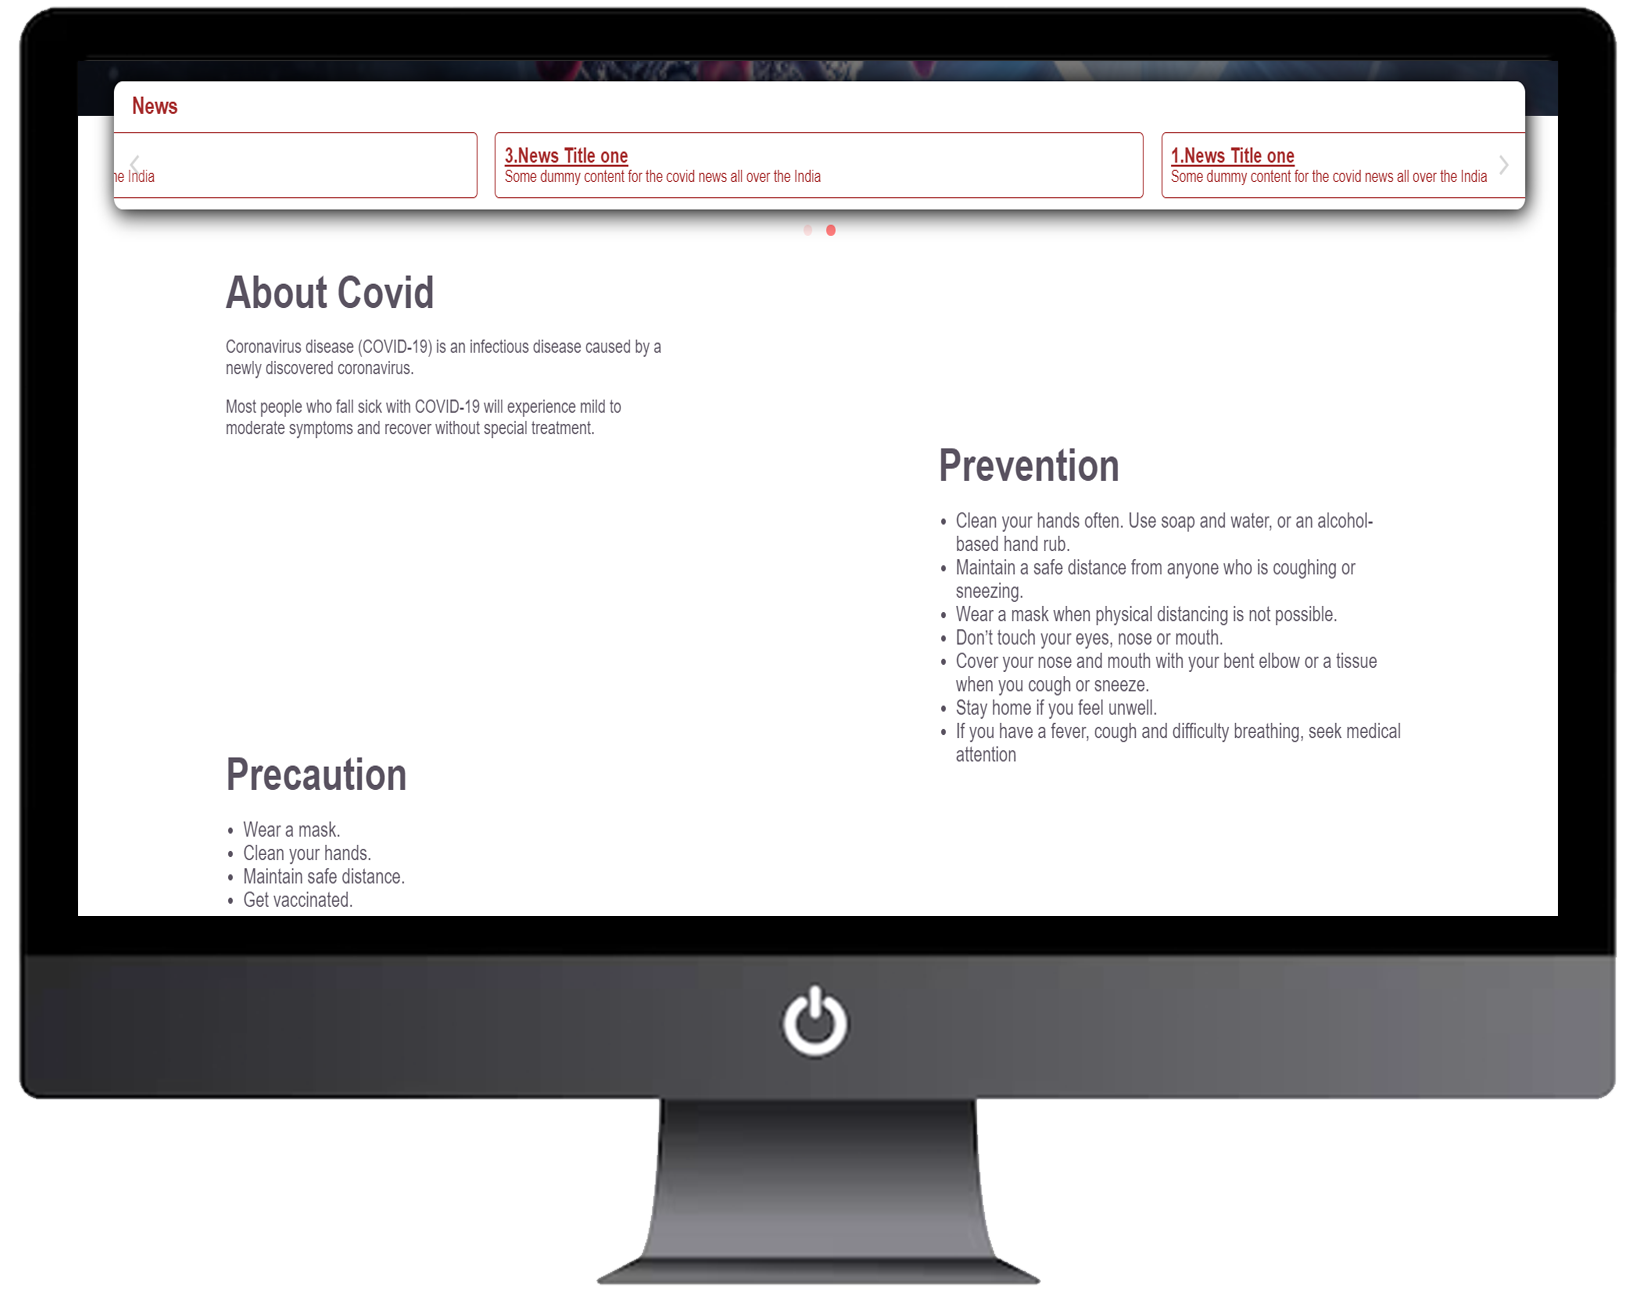 News
he India
3.News Title one
Some dummy content for the covid news all over the India
1.News Title one
Some dummy content for the covid news all over the India
About Covid
Coronavirus disease (COVID-19) is an infectious disease caused by a
newly discovered coronavirus.
Most people who fall sick with COVID-19 will experience mild to
moderate symptoms and recover without special treatment.
Prevention
• Clean your hands often. Use soap and water, or an alcohol-
based hand rub.
• Maintain a safe distance from anyone who is coughing or
sneezing.
• Wear a mask when physical distancing is not possible.
• Don’t touch your eyes, nose or mouth.
• Cover your nose and mouth with your bent elbow or a tissue
when you cough or sneeze.
• Stay home if you feel unwell.
• If you have a fever, cough and difficulty breathing, seek medical
attention
Precaution
• Wear a mask.
• Clean your hands.
• Maintain safe distance.
• Get vaccinated.